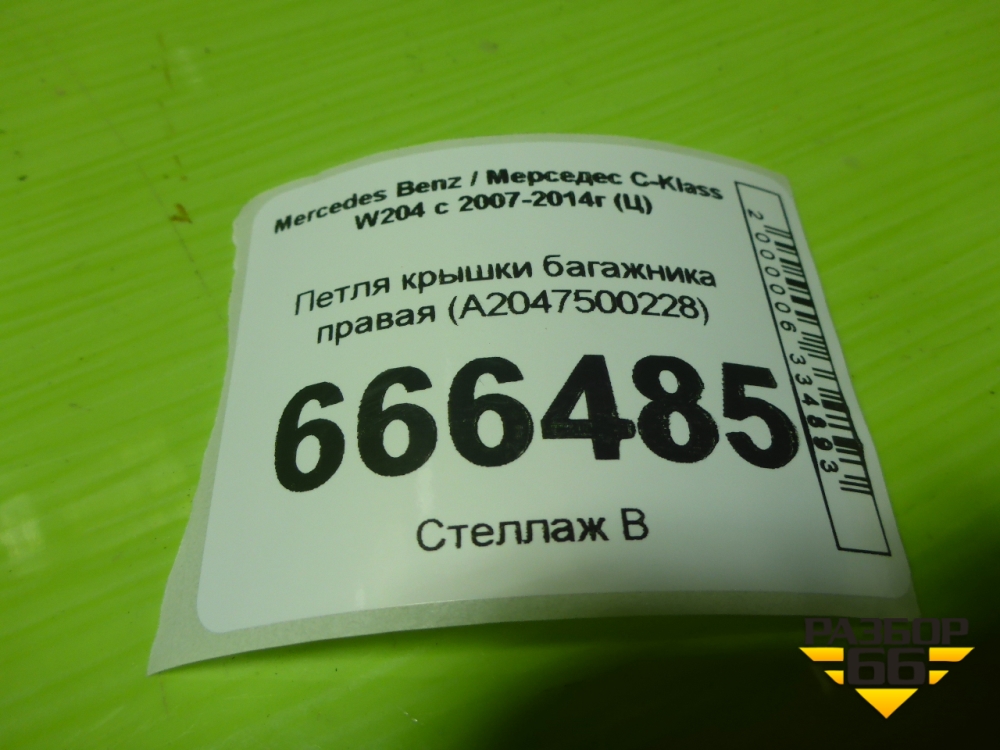 Mercedes Benz / Мерседес C-Klass
W204 с 2007-2014г (Ц)
Петля крышки багажника
правая (A2047500228)
666485
Стеллаж B
2000006334893
РАЗБОР
66